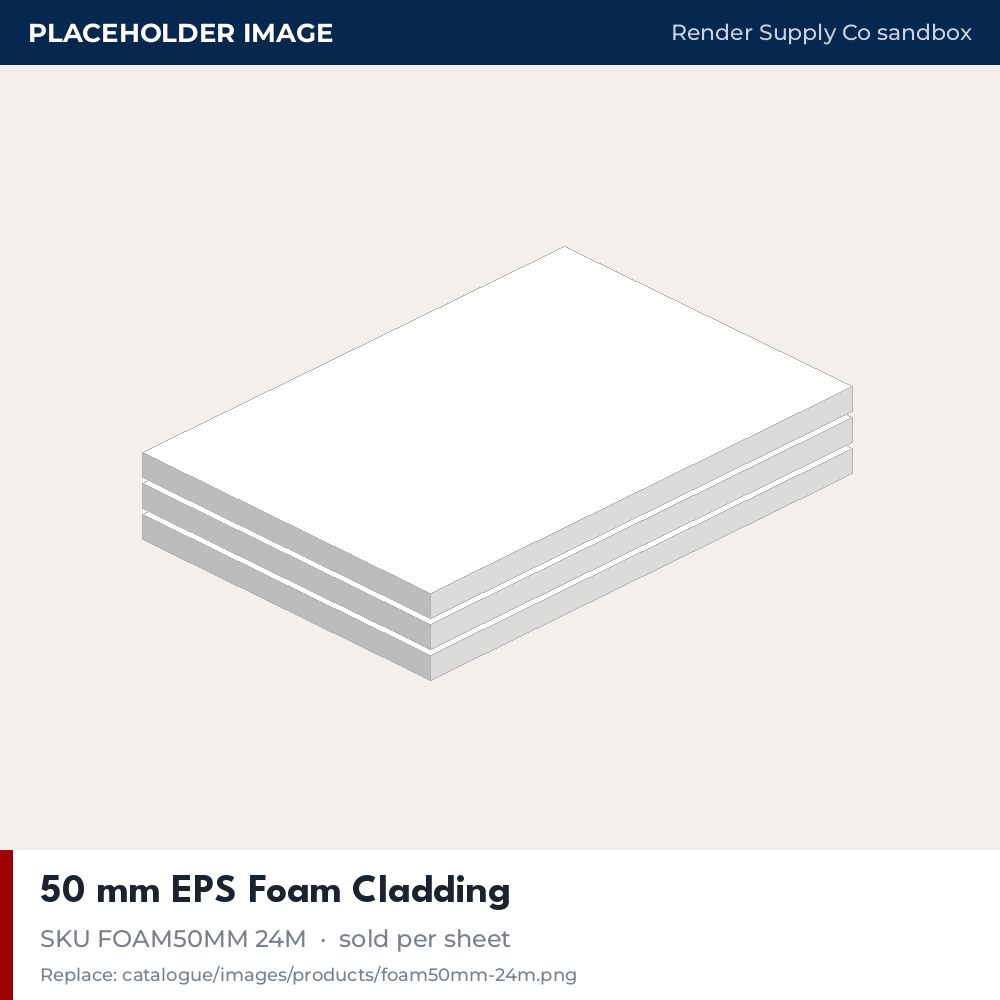 PLACEHOLDER IMAGE
Render Supply Co sandbox
50 mm EPS Foam Cladding
SKU FOAM50MM 24M · sold per sheet
Replace: catalogue/images/products/foam50mm-24m.png